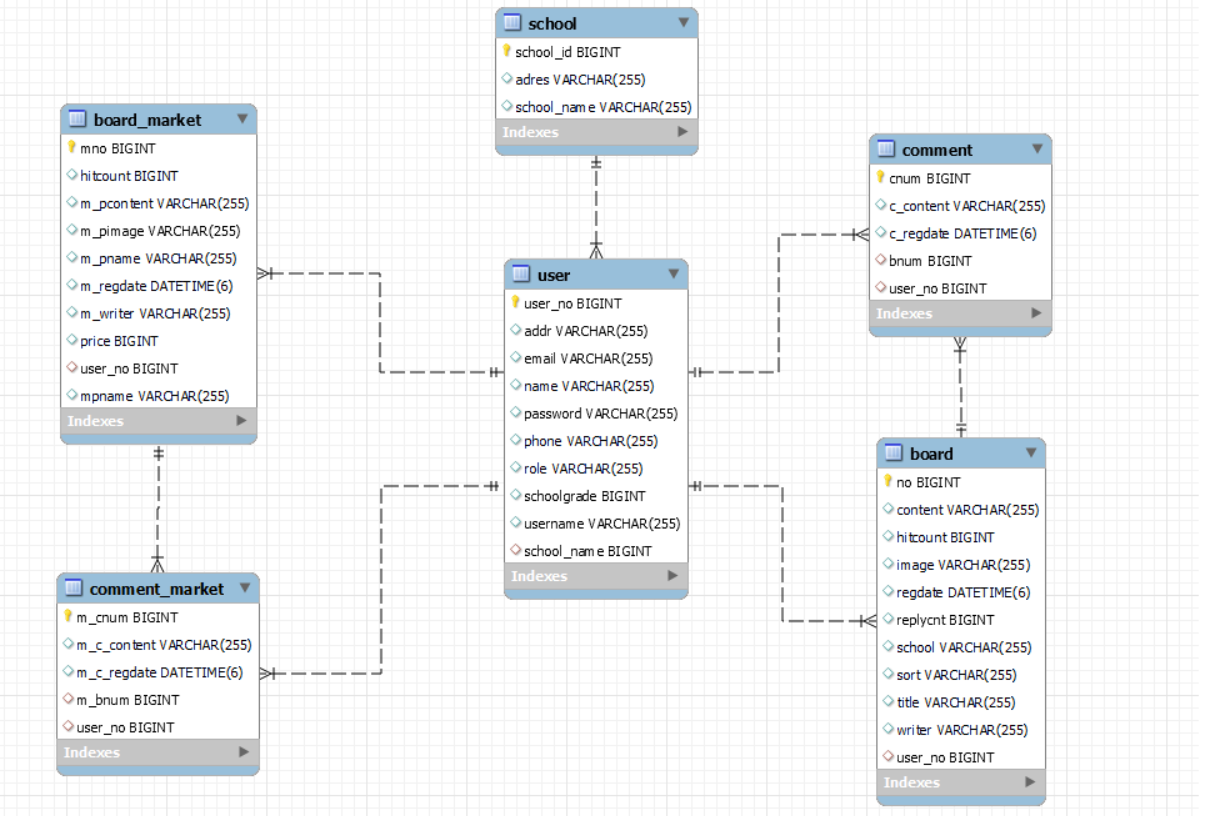 school
school_id BIGINT
adres VARCHAR(255)
school_name VARCHAR(255)
Indexes
board_market
mno BIGINT
hitcount BIGINT
m_pcontent VARCHAR(255)
m_pimage VARCHAR(255)
m_pname VARCHAR(255)
m_regdate DATETIME(6)
m_writer VARCHAR(255)
price BIGINT
user_no BIGINT
mpname VARCHAR(255)
Indexes
comment
cnum BIGINT
c_content VARCHAR(255)
c_regdate DATETIME(6)
bnum BIGINT
user_no BIGINT
Indexes
user
user_no BIGINT
addr VARCHAR(255)
email VARCHAR(255)
name VARCHAR(255)
password VARCHAR(255)
phone VARCHAR(255)
role VARCHAR(255)
schoolgrade BIGINT
username VARCHAR(255)
school_name BIGINT
Indexes
board
no BIGINT
content VARCHAR(255)
hitcount BIGINT
image VARCHAR(255)
regdate DATETIME(6)
replycnt BIGINT
school VARCHAR(255)
sort VARCHAR(255)
title VARCHAR(255)
writer VARCHAR(255)
user_no BIGINT
Indexes
comment_market
m_cnum BIGINT
m_c_content VARCHAR(255)
m_c_regdate DATETIME(6)
m_bnum BIGINT
user_no BIGINT
Indexes